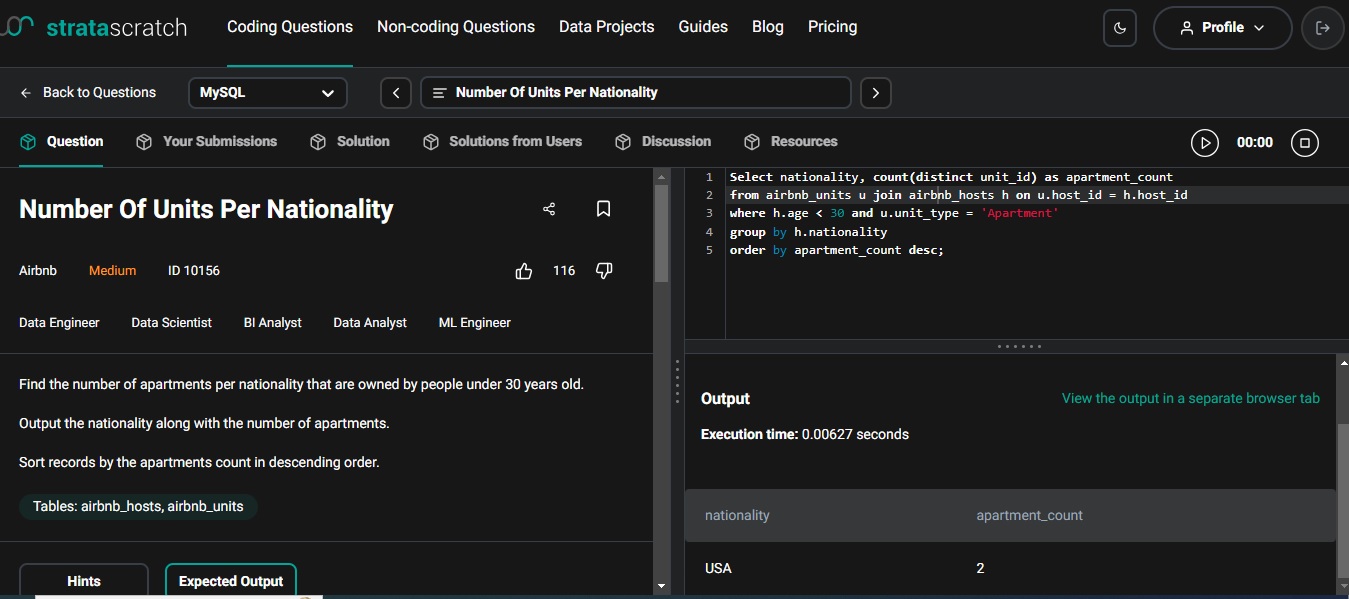 stratascratch
Coding Questions Non-coding Questions Data Projects Guides Blog Pricing
Profile
Back to Questions
MySQL
Number Of Units Per Nationality
Question Your Submissions Solution Solutions from Users Discussion Resources
00:00
Number Of Units Per Nationality
Airbnb Medium ID 10156
116
Data Engineer Data Scientist BI Analyst Data Analyst ML Engineer
Find the number of apartments per nationality that are owned by people under 30 years old.
Output the nationality along with the number of apartments.
Sort records by the apartments count in descending order.
Tables: airbnb_hosts, airbnb_units
Hints Expected Output
1 Select nationality, count(distinct unit_id) as apartment_count
2 from airbnb_units u join airbnb_hosts h on u.host_id = h.host_id
3 where h.age < 30 and u.unit_type = 'Apartment'
4 group by h.nationality
5 order by apartment_count desc;
Output
View the output in a separate browser tab
Execution time: 0.00627 seconds
nationality apartment_count
USA 2